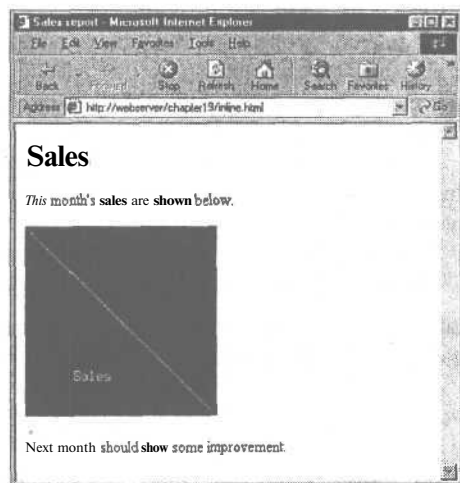 Sales report - Microsoft Internet Explorer
File Edit View Favorites Tools Help
Back Forward Stop Refresh Home Search Favorites History
Address http://webserver/chapter19/inline.html Go
Sales
This month's sales are shown below.
Sales
Next month should show some improvement.